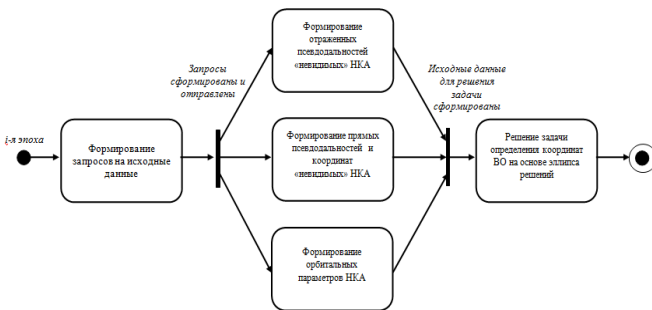 i-я эпоха
Формирование
запросов на исходные
данные
Запросы
сформированы и
отправлены
Формирование
отраженных
псевдодальностей
«невидимых» НКА
Формирование прямых
псевдодальностей и
координат
«невидимых» НКА
Формирование
орбитальных
параметров НКА
Исходные данные
для решения
задачи
сформированы
Решение задачи
определения координат
ВО на основе эллипса
решений